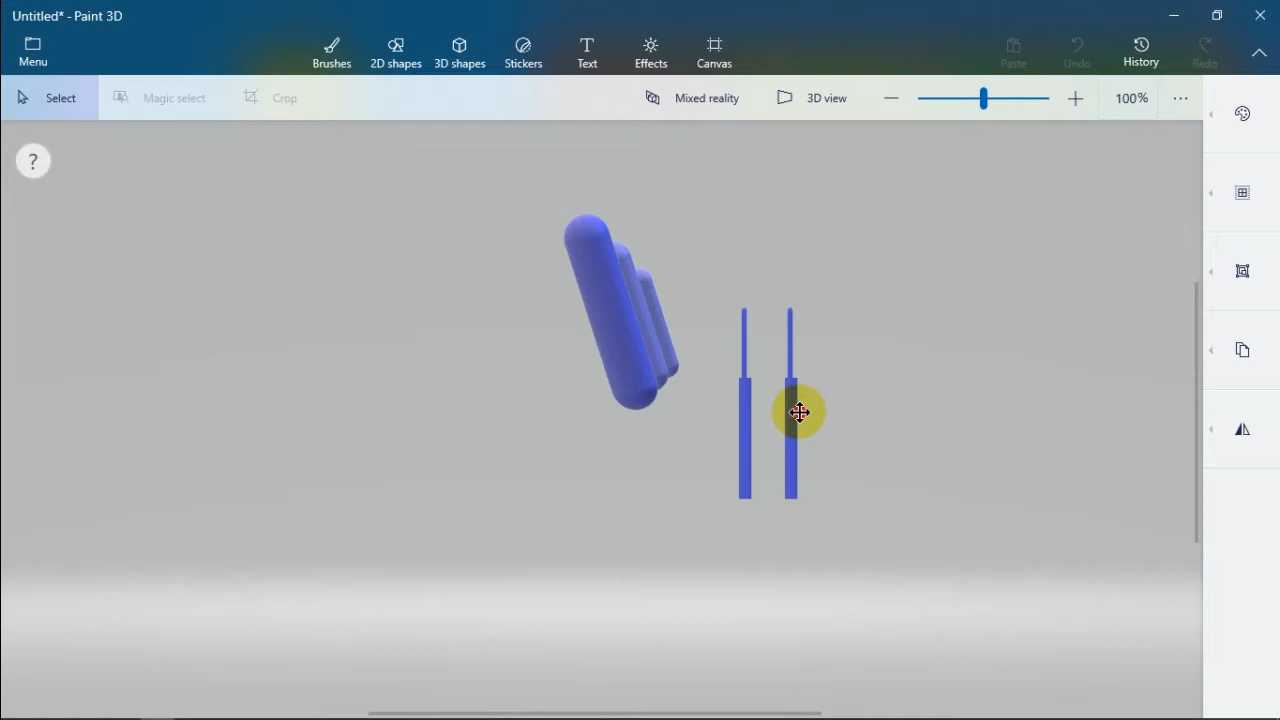 Untitled* - Paint 3D
Menu
Brushes
2D shapes
3D shapes
Stickers
Text
Effects
Canvas
Paste
Undo
History
Redo
Select
Magic select
Crop
Mixed reality
3D view
100%
?